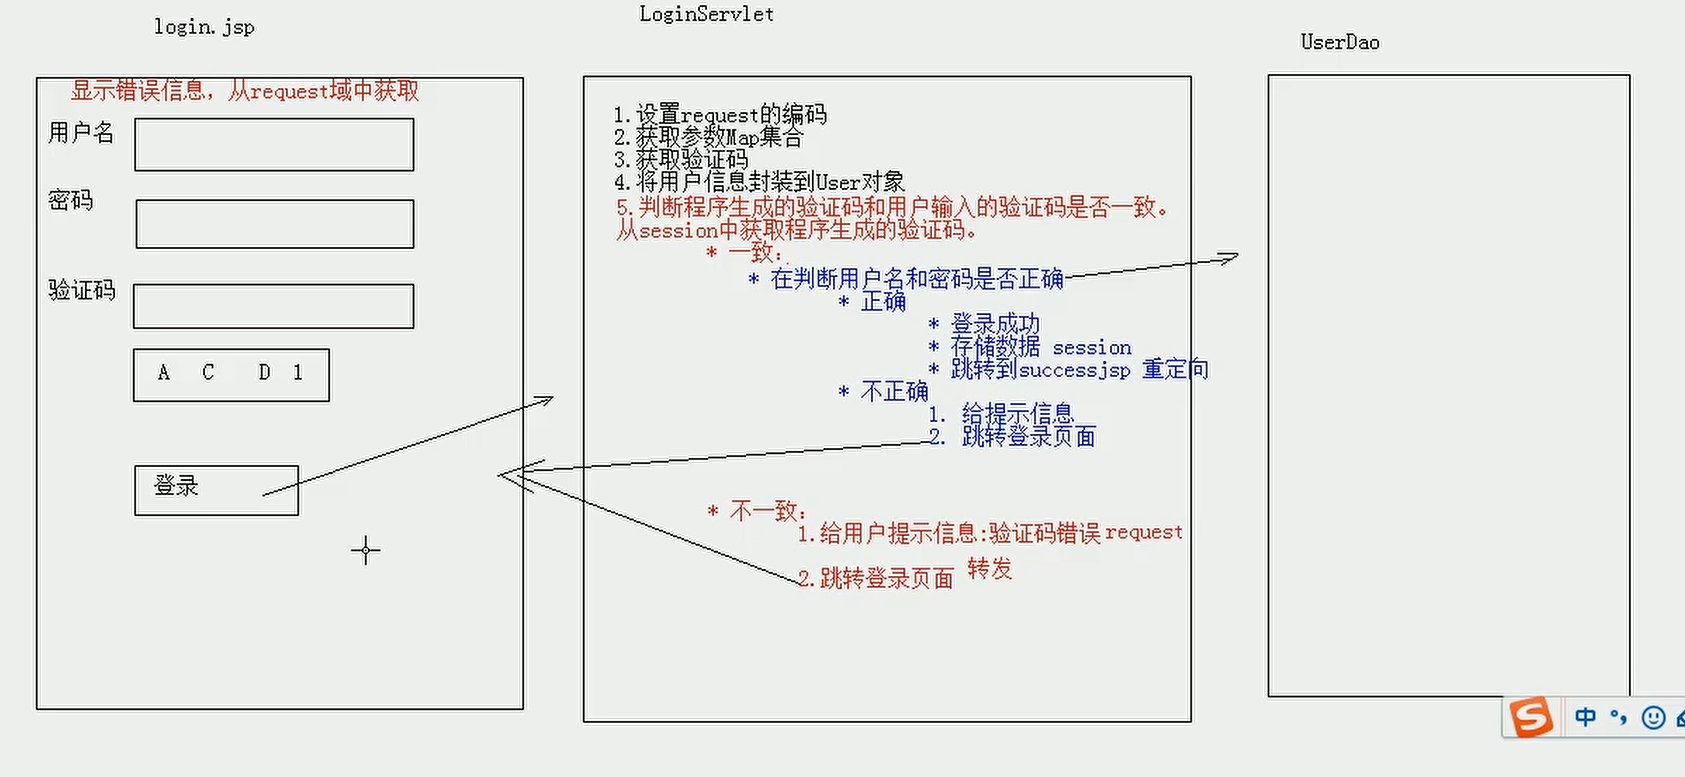 login.jsp
显示错误信息，从request域中获取
用户名
密码
验证码
A C D 1
登录
LoginServlet
1.设置request的编码
2.获取参数Map集合
3.获取验证码
4.将用户信息封装到User对象
5.判断程序生成的验证码和用户输入的验证码是否一致。
从session中获取程序生成的验证码。
* 一致：
* 在判断用户名和密码是否正确
* 正确
* 登录成功
* 存储数据 session
* 跳转到successjsp 重定向
* 不正确
1. 给提示信息
2. 跳转登录页面
* 不一致：
1.给用户提示信息:验证码错误 request
2.跳转登录页面 转发
UserDao
中